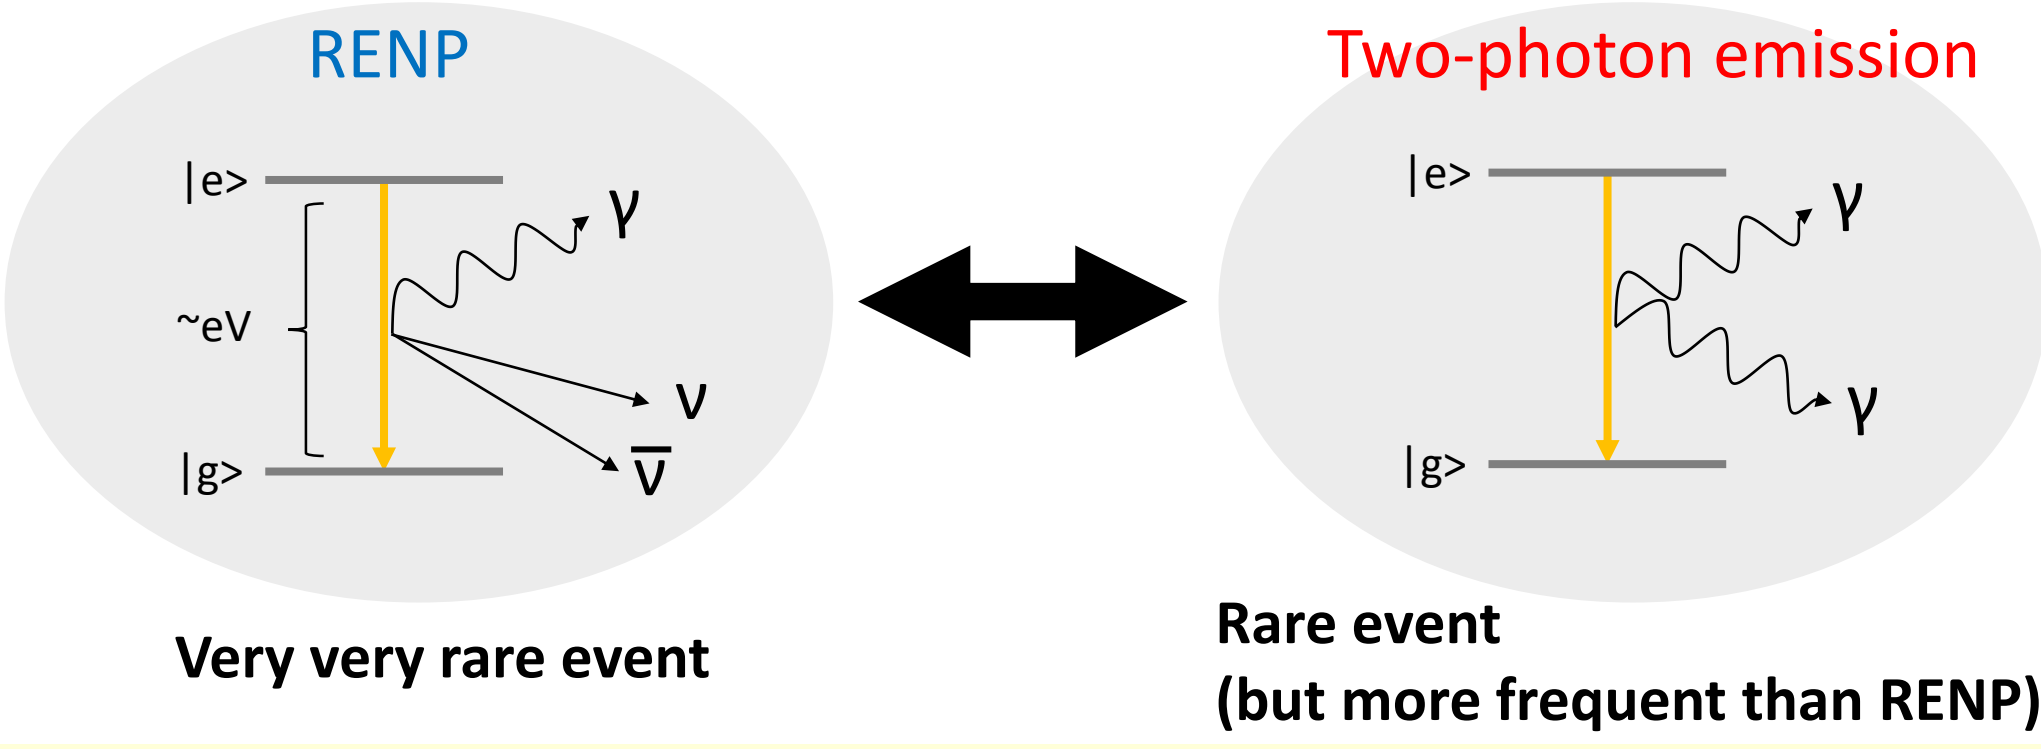 RENP
|e>
γ
~eV
ν
ν̅
|g>
Very very rare event
Two-photon emission
|e>
γ
γ
|g>
Rare event
(but more frequent than RENP)